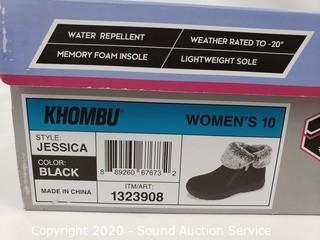 WATER REPELLENT
WEATHER RATED TO -20°
MEMORY FOAM INSOLE
LIGHTWEIGHT SOLE
KHOMBU
WOMEN'S 10
STYLE:
JESSICA
COLOR:
BLACK
MADE IN CHINA
8 89260 67673 2
ITM/ART:
1323908
Copyright 2020 - Sound Auction Service